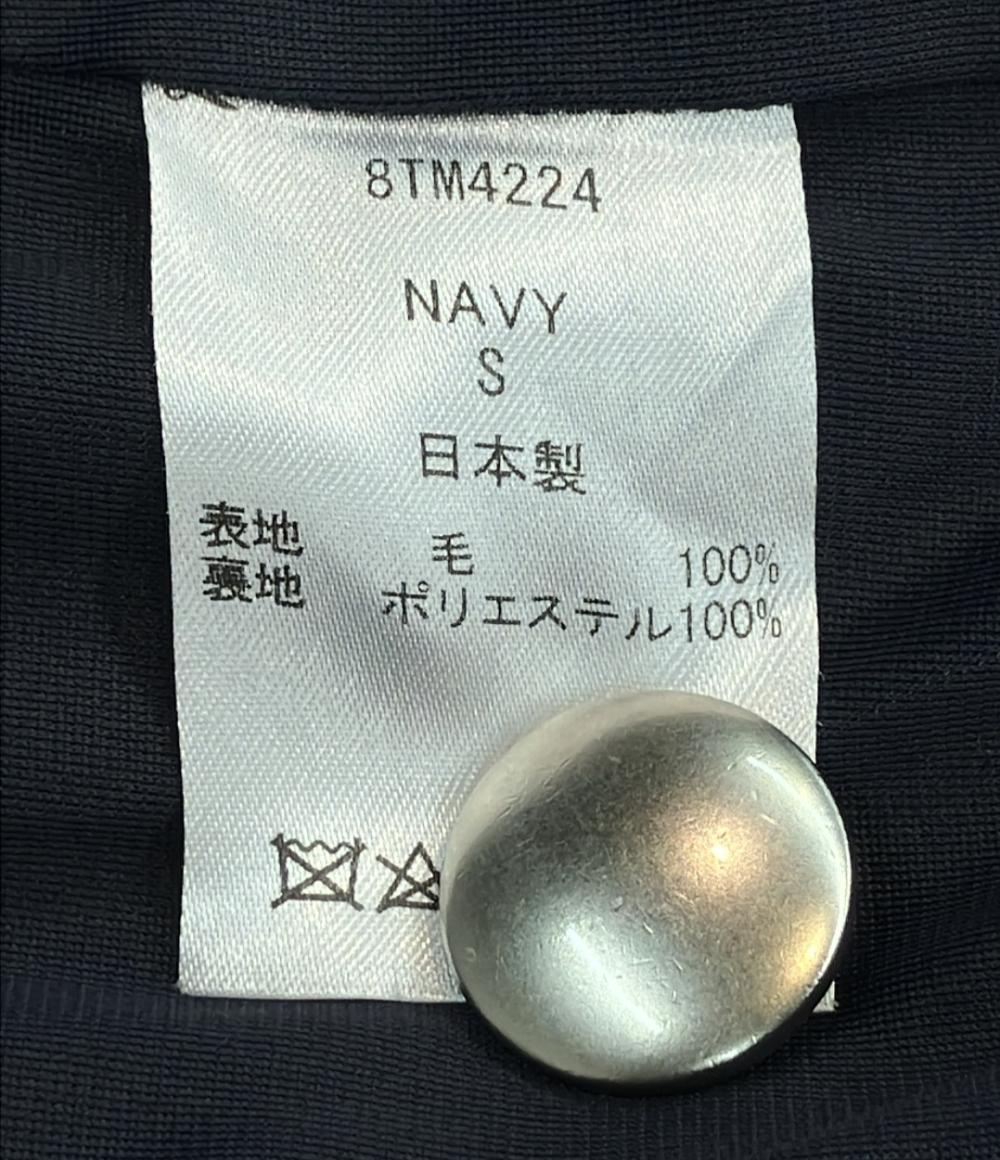 8TM4224
NAVY
S
日本製
表地 毛 100%
裏地 ポリエステル100%